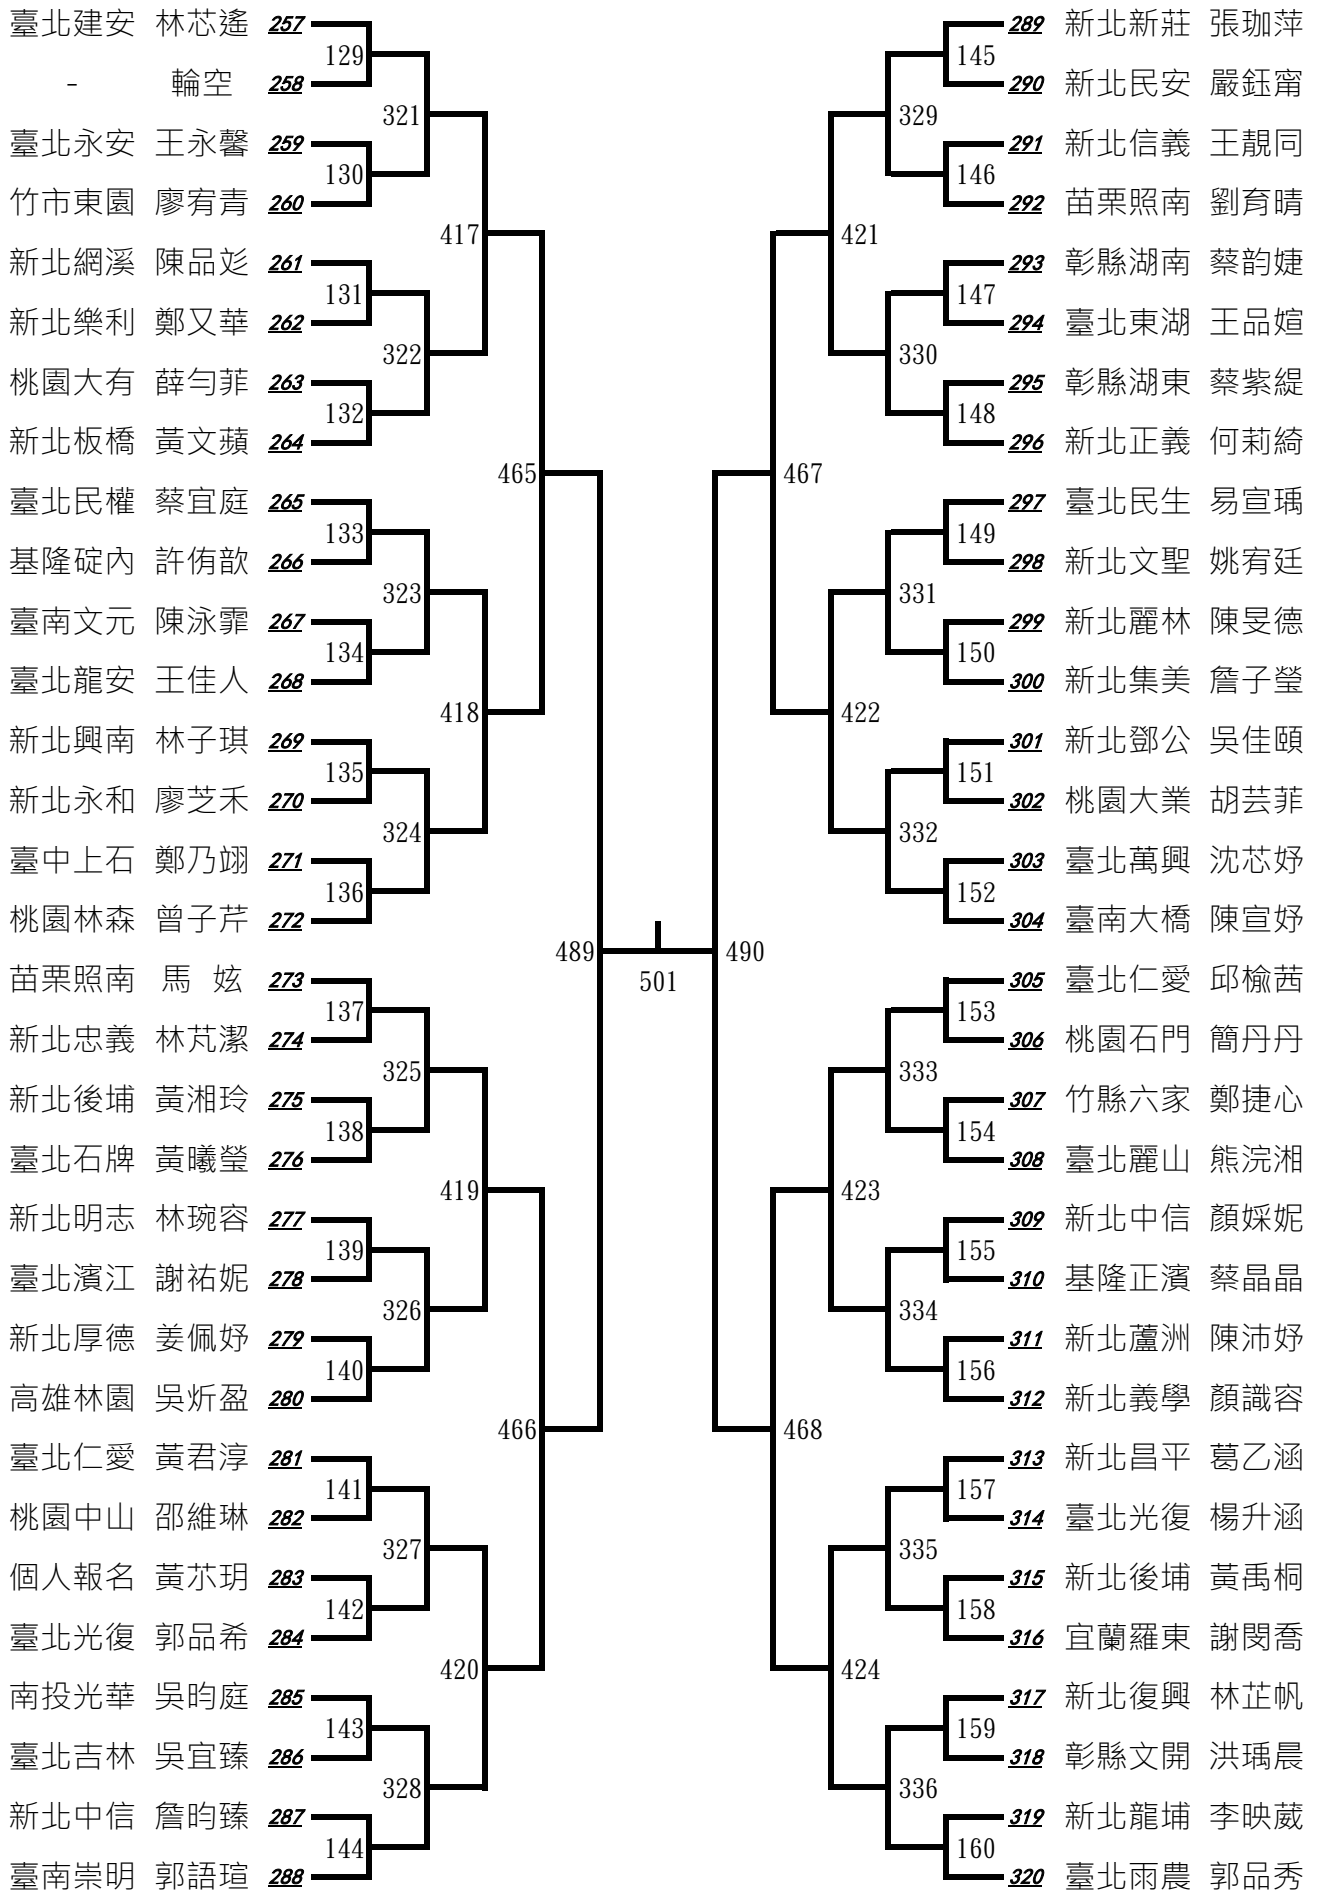 臺北建安 林芯遙 257
129
- 輪空 258
321
臺北永安 王永馨 259
130
竹市東園 廖宥青 260
417
新北網溪 陳品彣 261
131
新北樂利 鄭又華 262
322
桃園大有 薛勻菲 263
132
新北板橋 黃文蘋 264
465
臺北民權 蔡宜庭 265
133
基隆碇內 許侑歆 266
323
臺南文元 陳泳霏 267
134
臺北龍安 王佳人 268
418
新北興南 林子琪 269
135
新北永和 廖芝禾 270
324
臺中上石 鄭乃翊 271
136
桃園林森 曾子芹 272
489
苗栗照南 馬 妶 273
137
新北忠義 林芃潔 274
325
新北後埔 黃湘玲 275
138
臺北石牌 黃曦瑩 276
419
新北明志 林琬容 277
139
臺北濱江 謝祐妮 278
326
新北厚德 姜佩妤 279
140
高雄林園 吳炘盈 280
466
臺北仁愛 黃君淳 281
141
桃園中山 邵維琳 282
327
個人報名 黃苶玥 283
142
臺北光復 郭品希 284
420
南投光華 吳昀庭 285
143
臺北吉林 吳宜臻 286
328
新北中信 詹昀臻 287
144
臺南崇明 郭語瑄 288
501
289 新北新莊 張珈萍
145
290 新北民安 嚴鈺甯
329
291 新北信義 王靚同
146
292 苗栗照南 劉育晴
421
293 彰縣湖南 蔡韵婕
147
294 臺北東湖 王品媗
330
295 彰縣湖東 蔡紫緹
148
296 新北正義 何莉綺
467
297 臺北民生 易宣瑀
149
298 新北文聖 姚宥廷
331
299 新北麗林 陳旻德
150
300 新北集美 詹子瑩
422
301 新北鄧公 吳佳頤
151
302 桃園大業 胡芸菲
332
303 臺北萬興 沈芯妤
152
304 臺南大橋 陳宣妤
490
305 臺北仁愛 邱榆茜
153
306 桃園石門 簡丹丹
333
307 竹縣六家 鄭捷心
154
308 臺北麗山 熊浣湘
423
309 新北中信 顏婇妮
155
310 基隆正濱 蔡晶晶
334
311 新北蘆洲 陳沛妤
156
312 新北義學 顏識容
468
313 新北昌平 葛乙涵
157
314 臺北光復 楊升涵
335
315 新北後埔 黃禹桐
158
316 宜蘭羅東 謝閔喬
424
317 新北復興 林芷帆
159
318 彰縣文開 洪瑀晨
336
319 新北龍埔 李映葳
160
320 臺北雨農 郭品秀